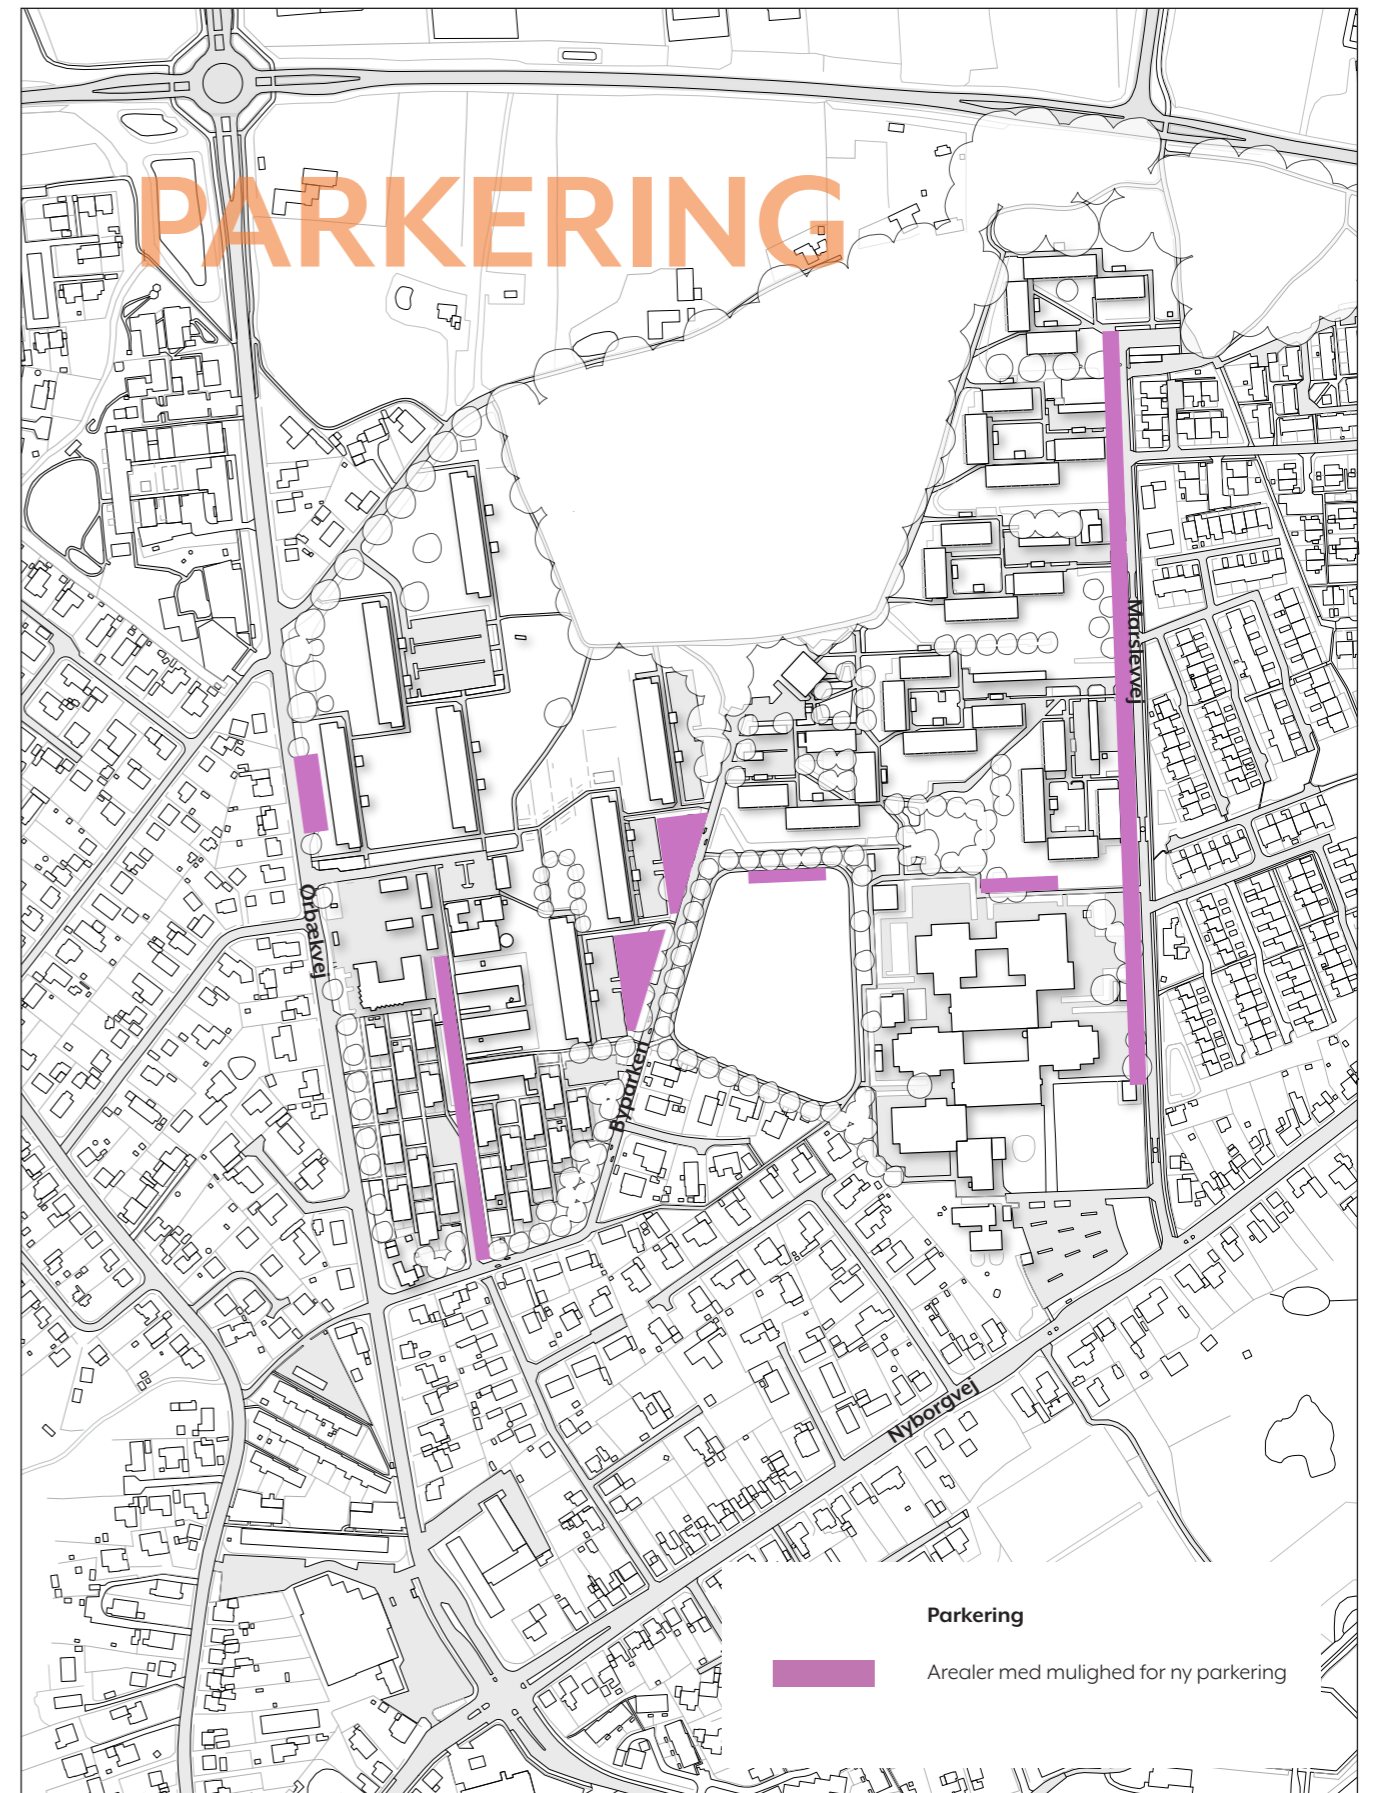 PARKERING
Marslevvej
Ørbækvej
Byparken
Nyborgvej
Parkering
Arealer med mulighed for ny parkering